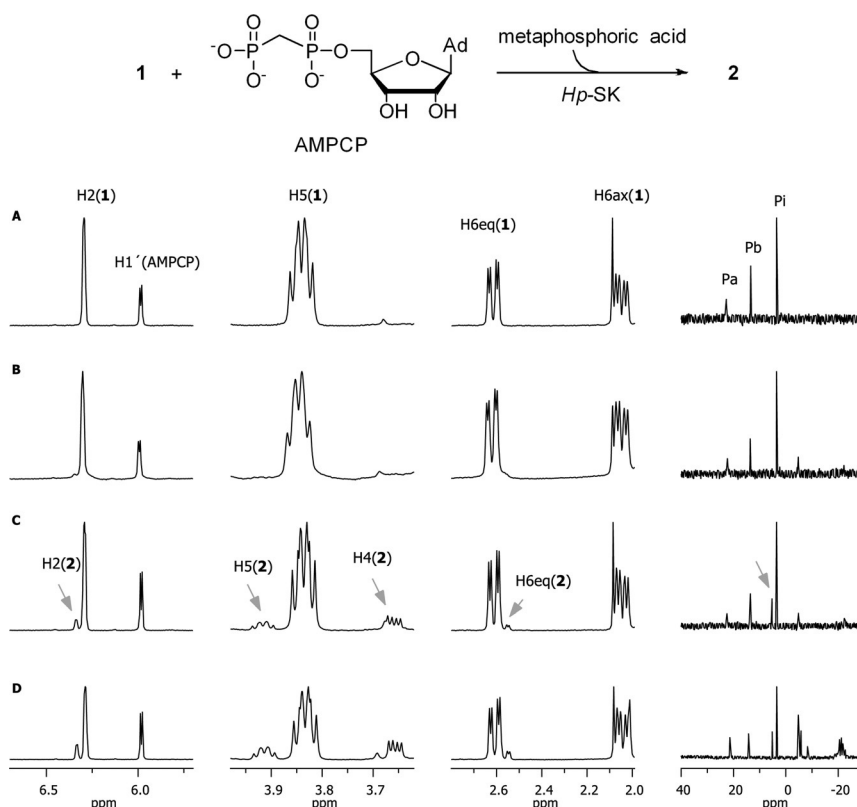 1 + -O P O P O O Ad metaphosphoric acid 2
O- O- OH OH Hp-SK
AMPCP
A H2(1) H1´(AMPCP) H5(1) H6eq(1) H6ax(1) Pa Pb Pi
B
C H2(2) H5(2) H4(2) H6eq(2)
D
6.5 6.0 3.9 3.8 3.7 2.6 2.4 2.2 2.0 40 20 0 -20
ppm ppm ppm ppm